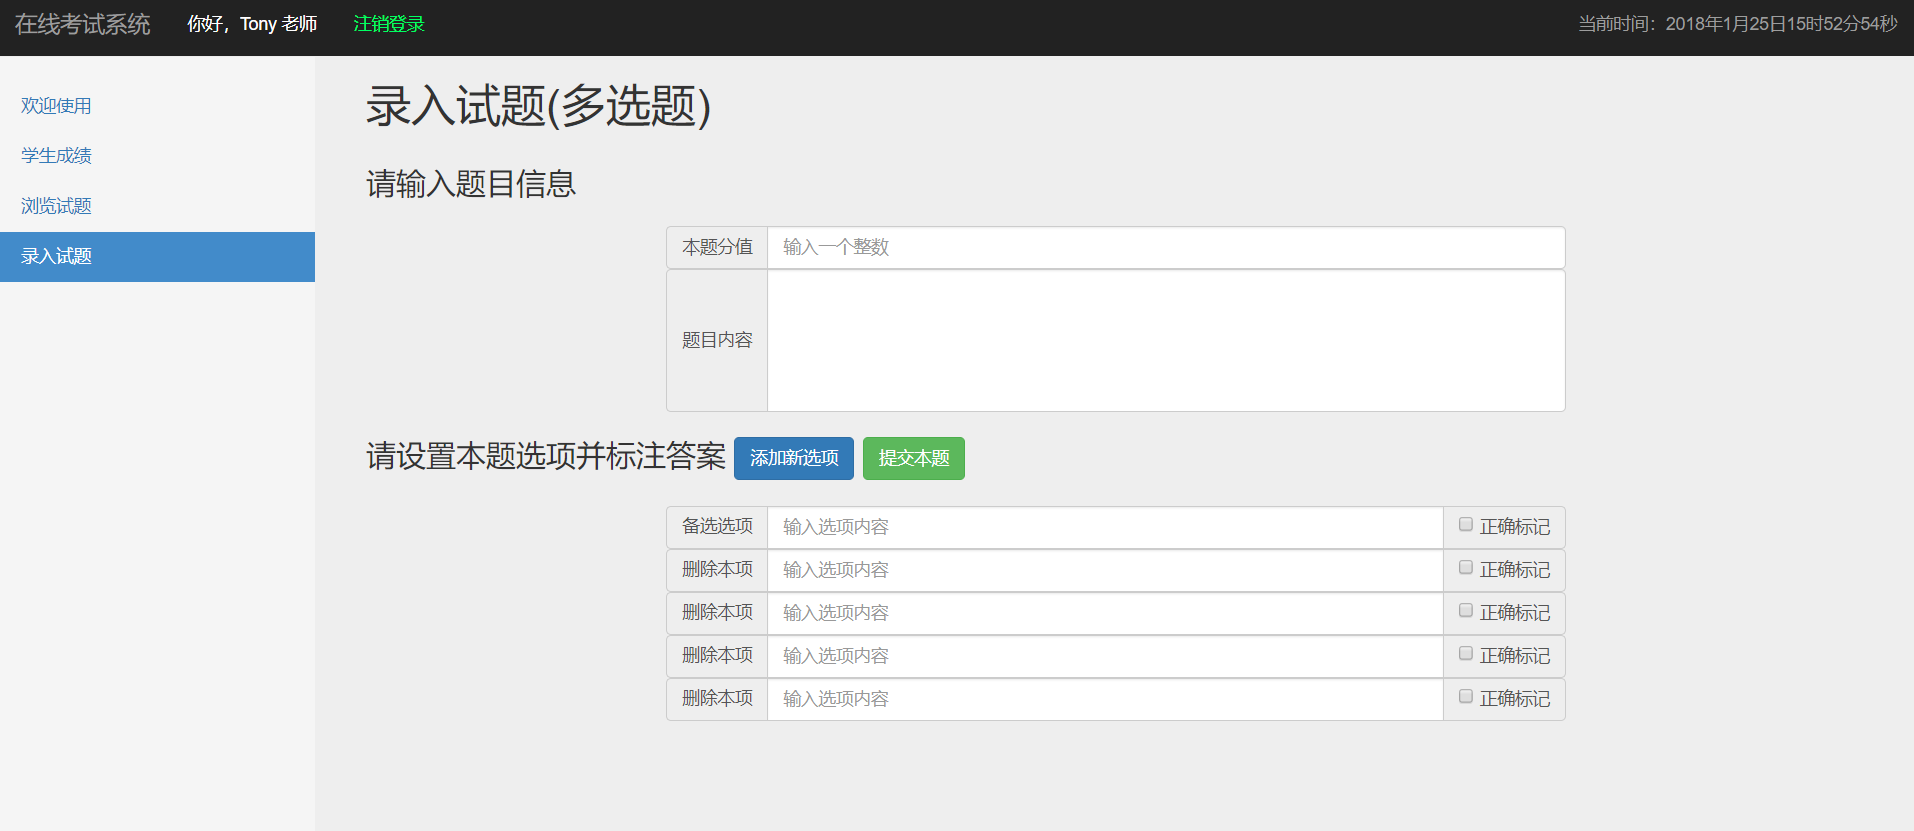 在线考试系统 你好，Tony 老师 注销登录 当前时间：2018年1月25日15时52分54秒
欢迎使用
学生成绩
浏览试题
录入试题
录入试题(多选题)
请输入题目信息
本题分值 输入一个整数
题目内容
请设置本题选项并标注答案 添加新选项 提交本题
备选选项 输入选项内容 正确标记
删除本项 输入选项内容 正确标记
删除本项 输入选项内容 正确标记
删除本项 输入选项内容 正确标记
删除本项 输入选项内容 正确标记